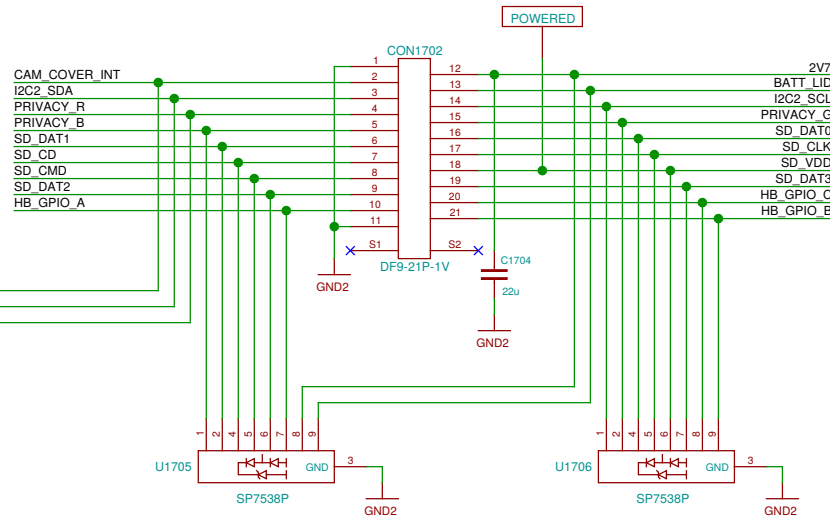 POWERED
CON1702
CAM_COVER_INT
I2C2_SDA
PRIVACY_R
PRIVACY_B
SD_DAT1
SD_CD
SD_CMD
SD_DAT2
HB_GPIO_A
1
2
3
4
5
6
7
8
9
10
11
S1
12
13
14
15
16
17
18
19
20
21
S2
2V7
BATT_LID
I2C2_SCL
PRIVACY_G
SD_DAT0
SD_CLK
SD_VDD
SD_DAT3
HB_GPIO_C
HB_GPIO_B
DF9-21P-1V
GND2
C1704
22u
GND2
1
2
4
5
6
7
8
9
U1705
GND
3
SP7538P
GND2
1
2
4
5
6
7
8
9
U1706
GND
3
SP7538P
GND2